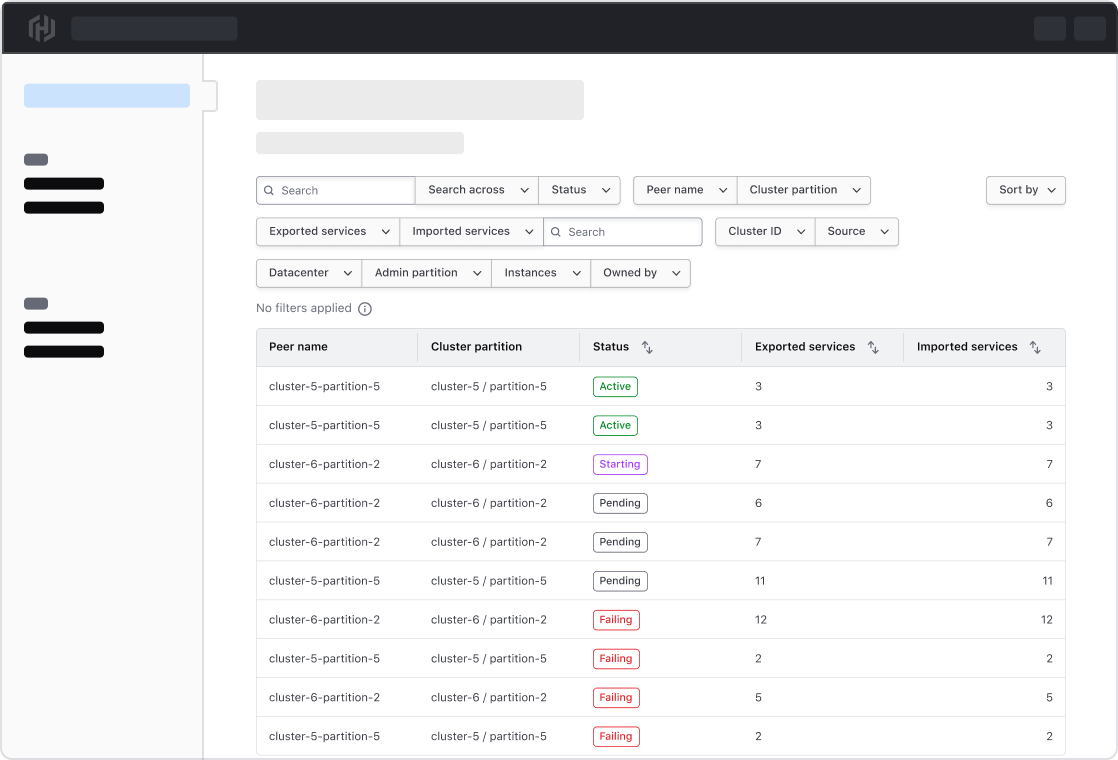 Search Search across Status Peer name Cluster partition Sort by
Exported services Imported services Search Cluster ID Source
Datacenter Admin partition Instances Owned by
No filters applied
Peer name Cluster partition Status Exported services Imported services
cluster-5-partition-5 cluster-5 / partition-5 Active 3 3
cluster-5-partition-5 cluster-5 / partition-5 Active 3 3
cluster-6-partition-2 cluster-6 / partition-2 Starting 7 7
cluster-6-partition-2 cluster-6 / partition-2 Pending 6 6
cluster-6-partition-2 cluster-6 / partition-2 Pending 7 7
cluster-5-partition-5 cluster-5 / partition-5 Pending 11 11
cluster-6-partition-2 cluster-6 / partition-2 Failing 12 12
cluster-5-partition-5 cluster-5 / partition-5 Failing 2 2
cluster-6-partition-2 cluster-6 / partition-2 Failing 5 5
cluster-5-partition-5 cluster-5 / partition-5 Failing 2 2